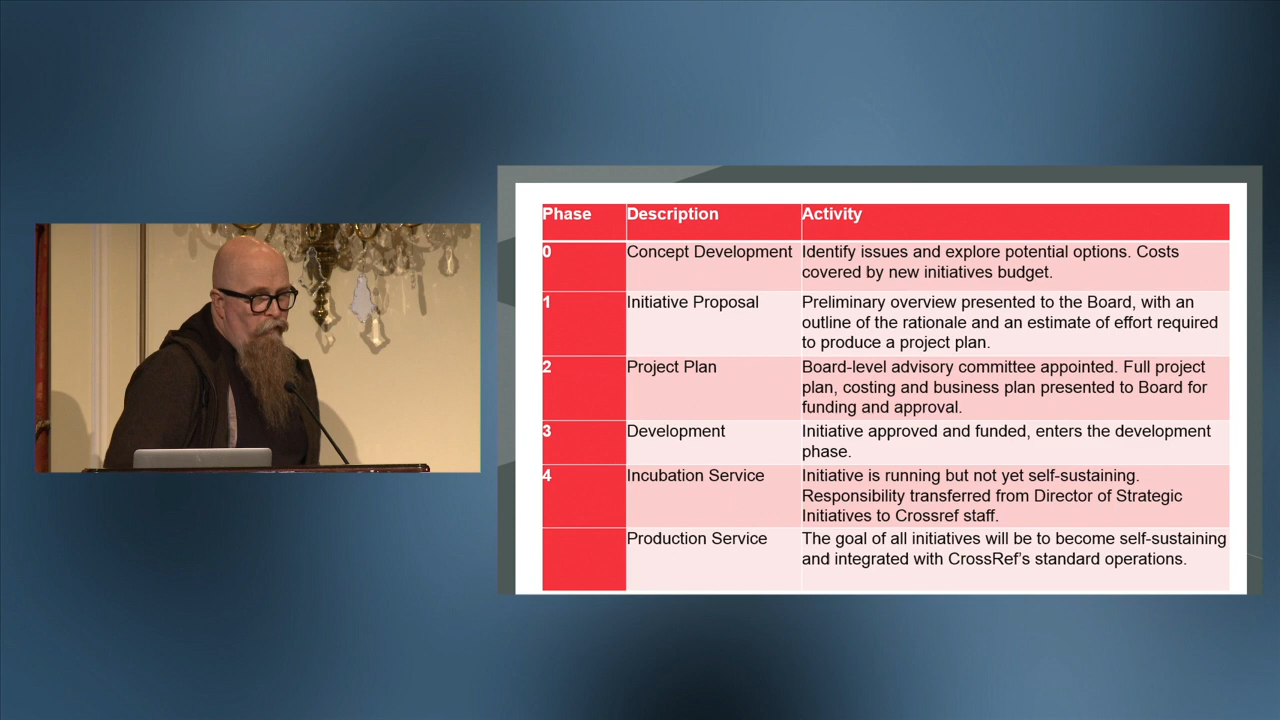 Phase Description Activity
0 Concept Development Identify issues and explore potential options. Costs
covered by new initiatives budget.
1 Initiative Proposal Preliminary overview presented to the Board, with an
outline of the rationale and an estimate of effort required
to produce a project plan.
2 Project Plan Board-level advisory committee appointed. Full project
plan, costing and business plan presented to Board for
funding and approval.
3 Development Initiative approved and funded, enters the development
phase.
4 Incubation Service Initiative is running but not yet self-sustaining.
Responsibility transferred from Director of Strategic
Initiatives to Crossref staff.
Production Service The goal of all initiatives will be to become self-sustaining
and integrated with CrossRef's standard operations.